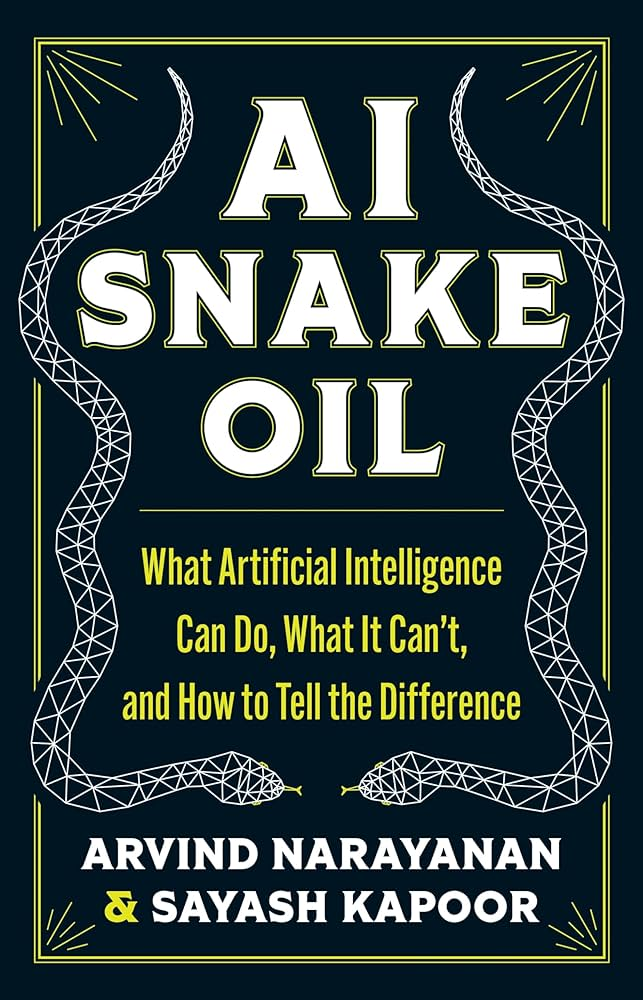 AI
SNAKE
OIL
What Artificial Intelligence
Can Do, What It Can't,
and How to Tell the Difference
ARVIND NARAYANAN
& SAYASH KAPOOR